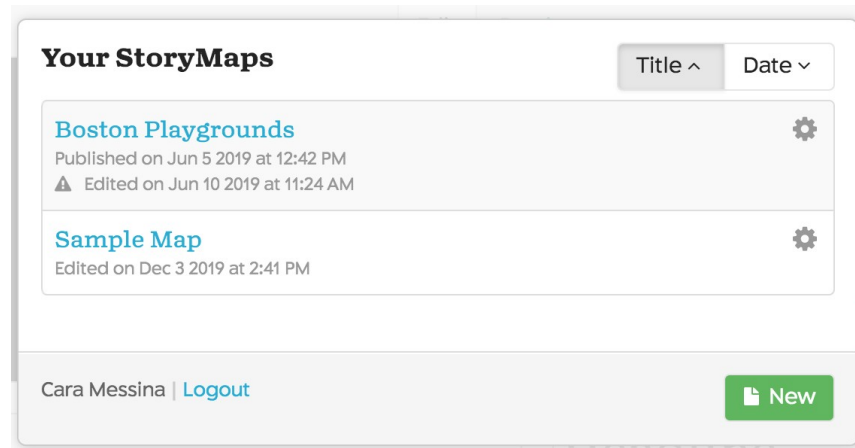 Your StoryMaps
Title
Date
Boston Playgrounds
Published on Jun 5 2019 at 12:42 PM
Edited on Jun 10 2019 at 11:24 AM
Sample Map
Edited on Dec 3 2019 at 2:41 PM
Cara Messina | Logout
New